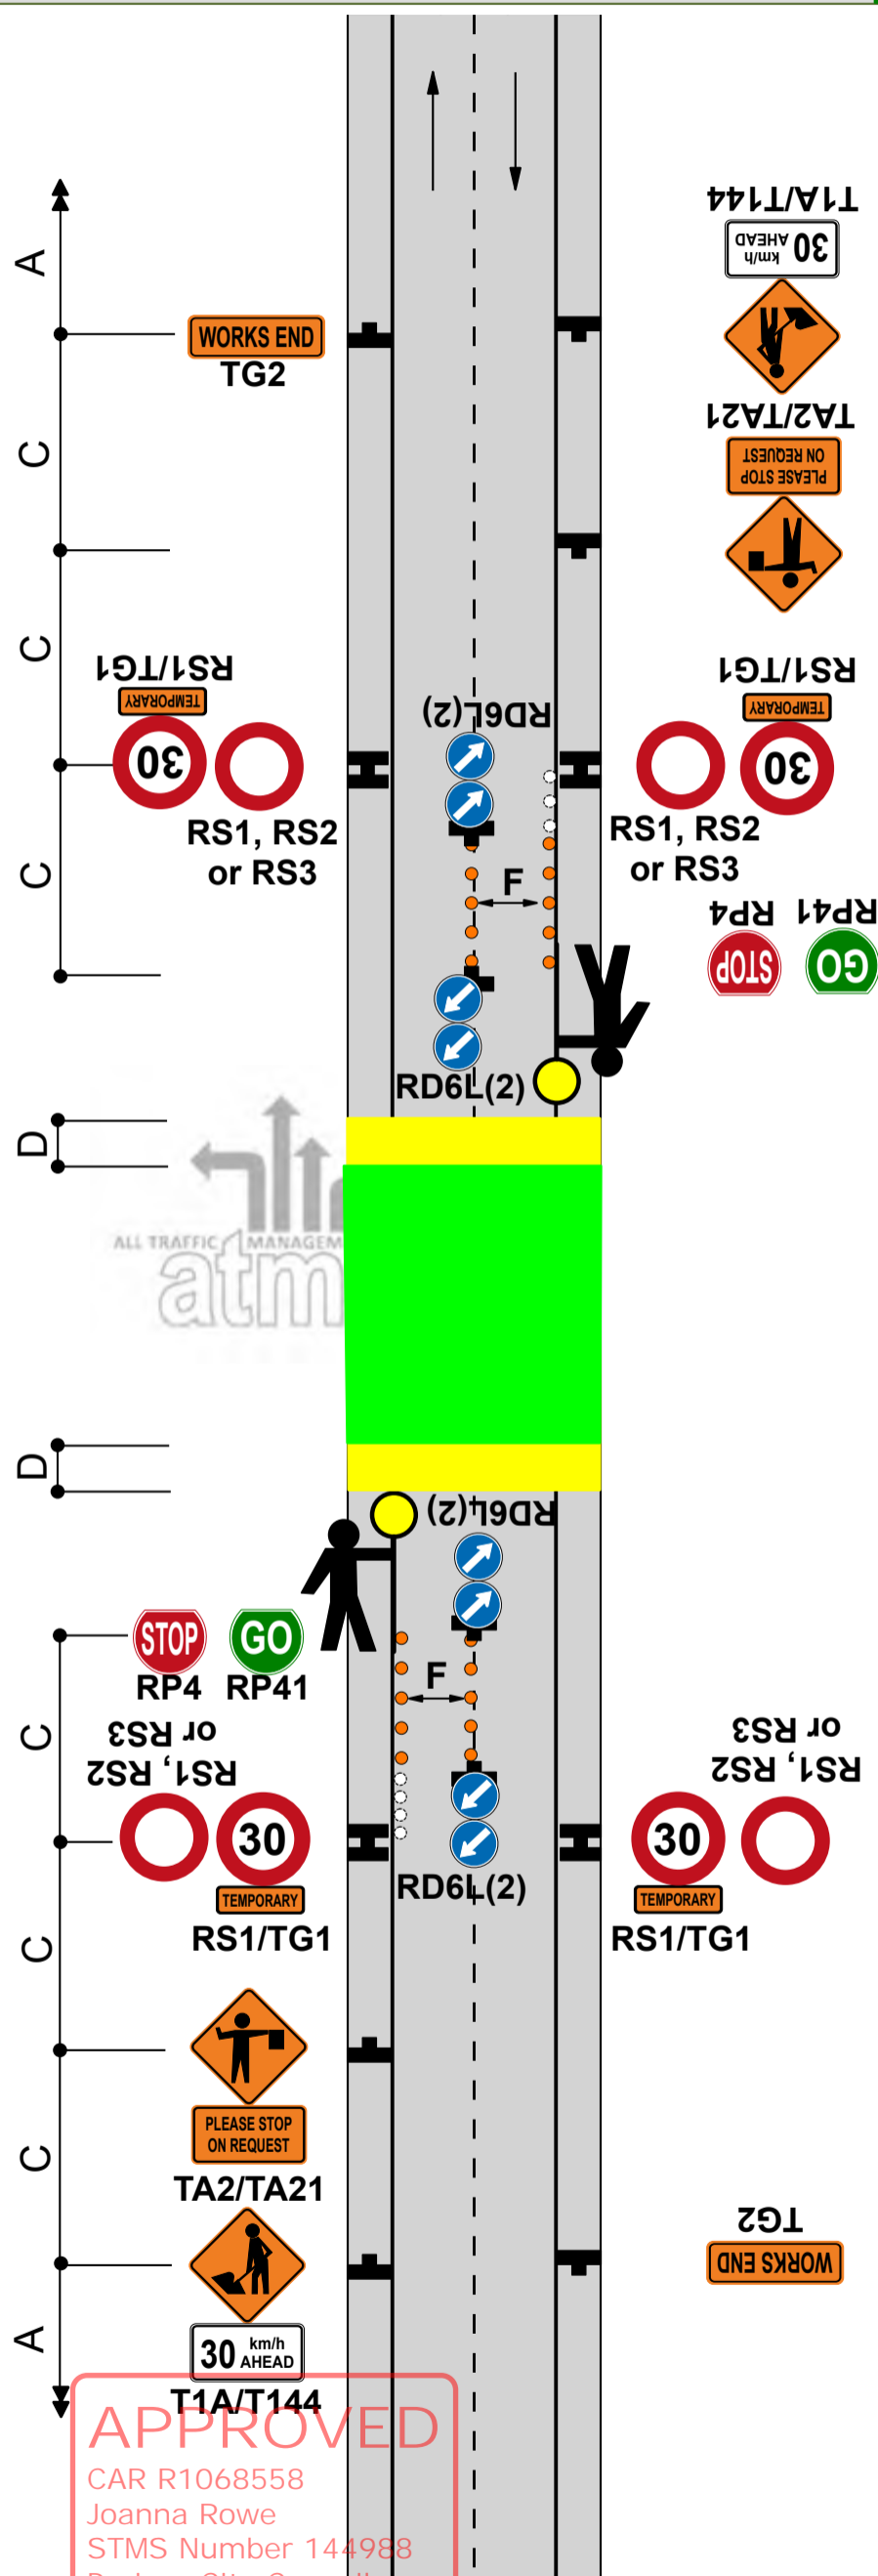 T1A/T144
30 km/h AHEAD
A
WORKS END
TG2
TA2/TA21
PLEASE STOP
ON REQUEST
C
C
RS1/TG1
TEMPORARY
30
RS1, RS2
or RS3
RD6L(2)
RS1/TG1
TEMPORARY
30
RS1, RS2
or RS3
C
F
RP4
RP41
STOP
GO
RD6L(2)
D
ALL TRAFFIC MANAGEM
atm
D
RD6L(2)
STOP
GO
RP4
RP41
F
C
RS1, RS2
or RS3
30
TEMPORARY
RS1/TG1
RS1, RS2
or RS3
30
TEMPORARY
RS1/TG1
RD6L(2)
C
PLEASE STOP
ON REQUEST
TA2/TA21
C
TG2
WORKS END
30 km/h AHEAD
T1A/T144
A
APPROVED
CAR R1068558
Joanna Rowe
STMS Number 144988